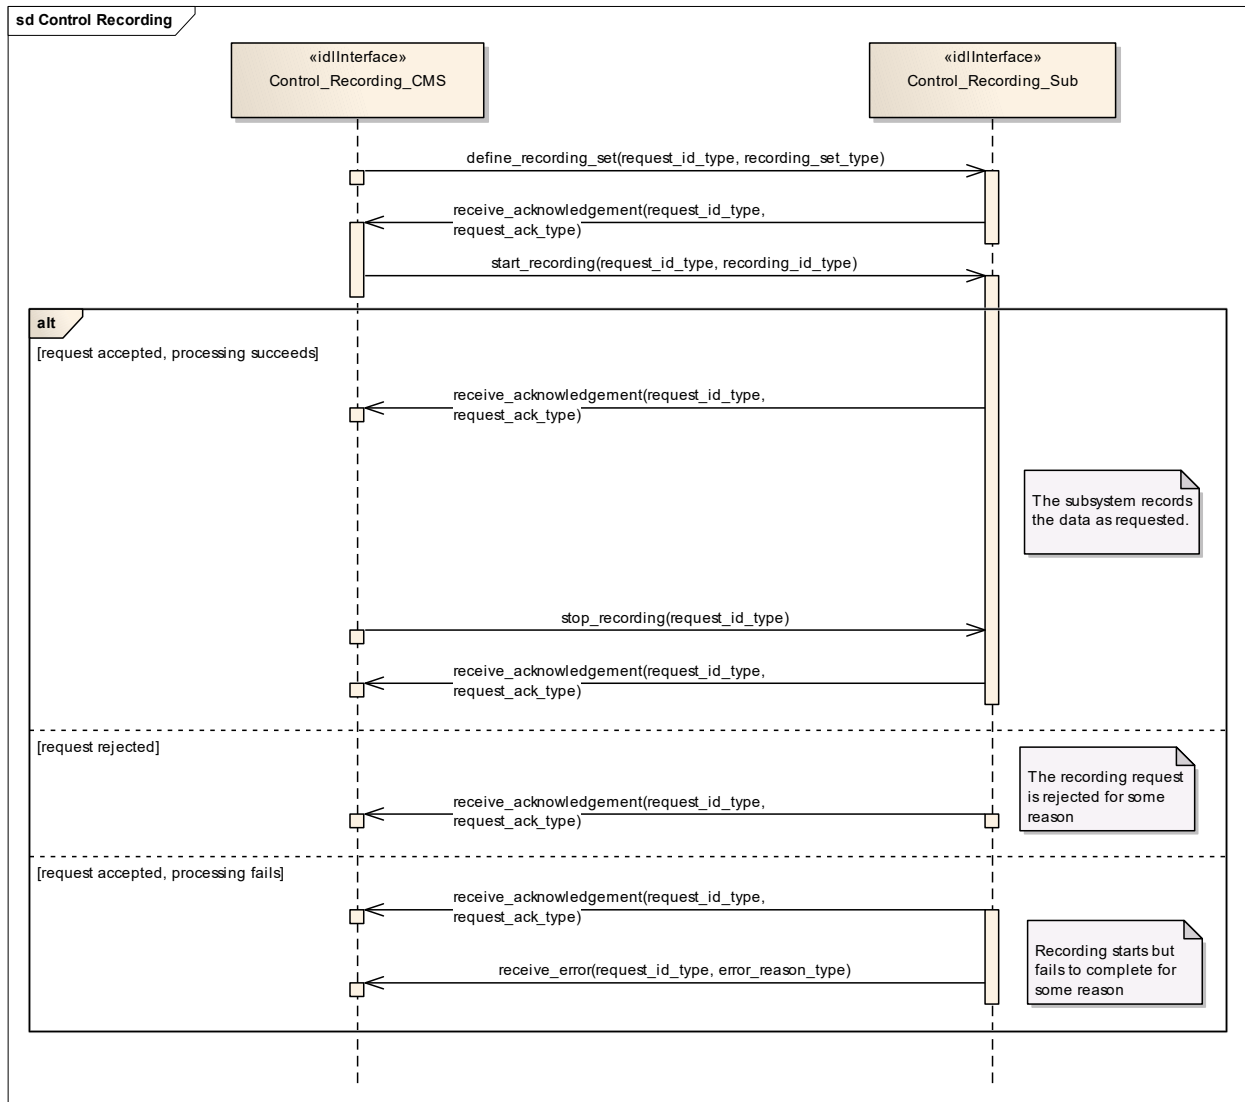 sd Control Recording
«idlInterface»
Control_Recording_CMS
«idlInterface»
Control_Recording_Sub
define_recording_set(request_id_type, recording_set_type)
receive_acknowledgement(request_id_type,
request_ack_type)
start_recording(request_id_type, recording_id_type)
alt
[request accepted, processing succeeds]
receive_acknowledgement(request_id_type,
request_ack_type)
The subsystem records
the data as requested.
stop_recording(request_id_type)
receive_acknowledgement(request_id_type,
request_ack_type)
[request rejected]
The recording request
is rejected for some
reason
receive_acknowledgement(request_id_type,
request_ack_type)
[request accepted, processing fails]
receive_acknowledgement(request_id_type,
request_ack_type)
Recording starts but
fails to complete for
some reason
receive_error(request_id_type, error_reason_type)